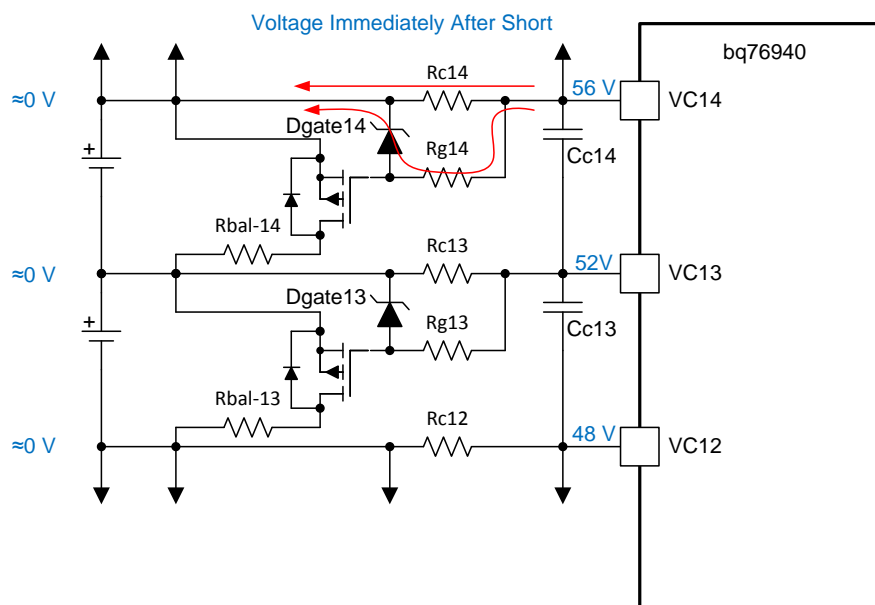 Voltage Immediately After Short
bq76940
≈0 V
Rc14
56 V
VC14
Dgate14
Cc14
Rg14
+
Rbal-14
Rc13
≈0 V
52V
VC13
Dgate13
Cc13
Rg13
+
Rbal-13
Rc12
≈0 V
48 V
VC12